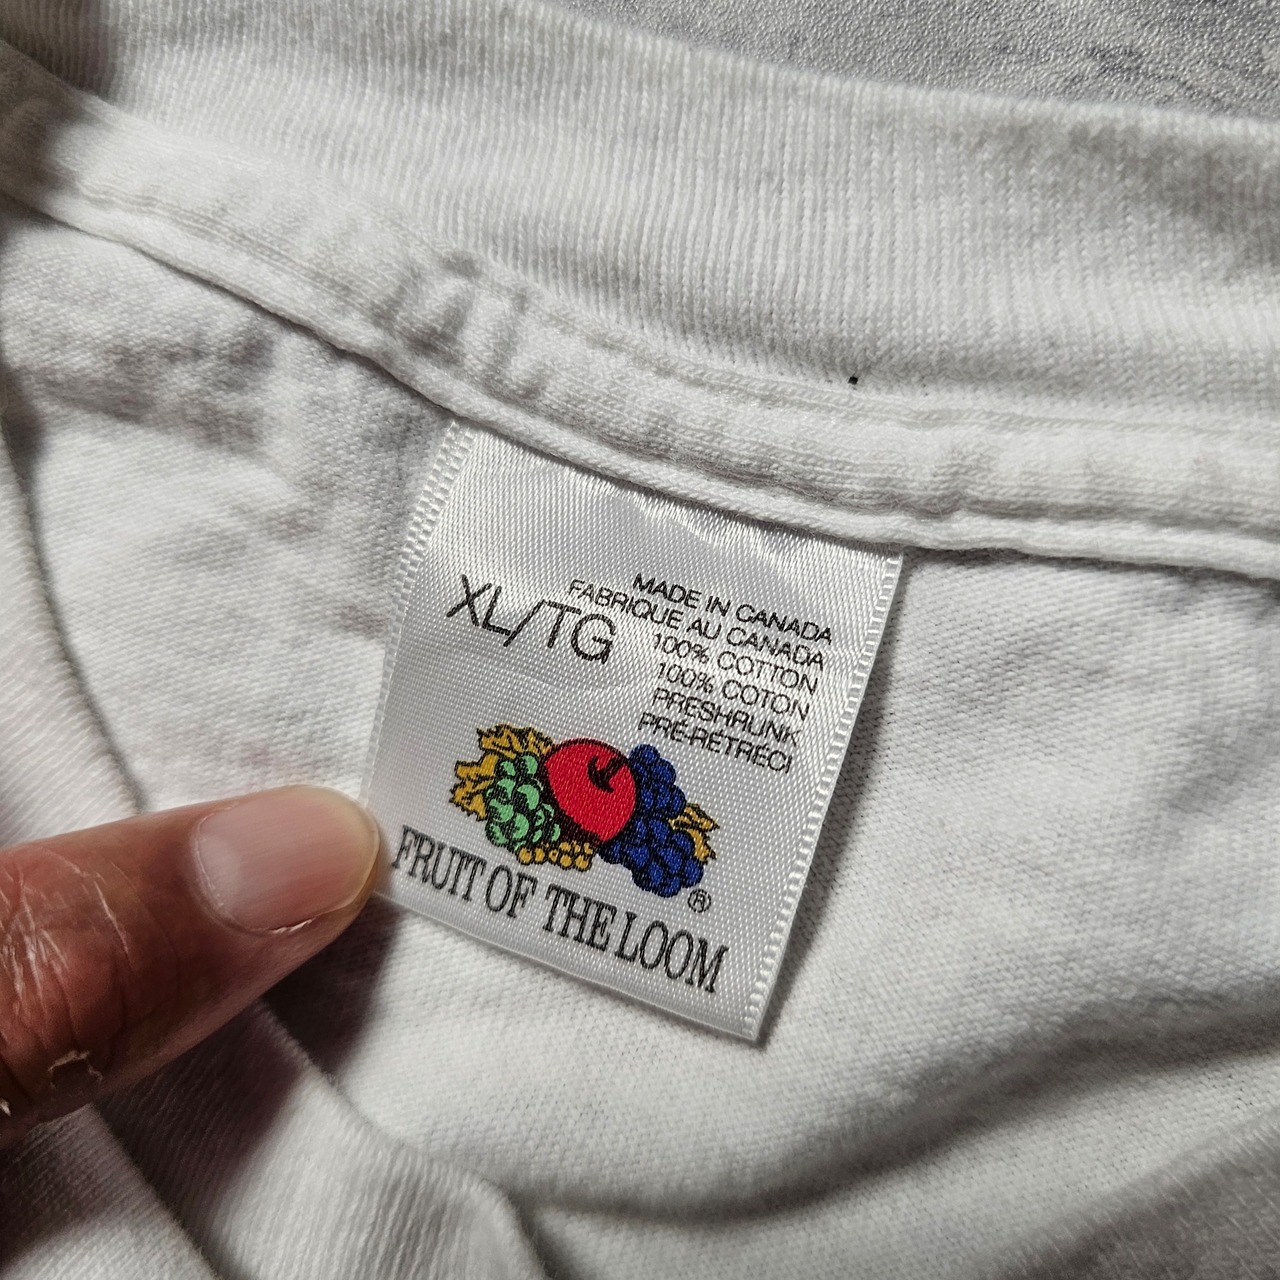 XL/TG
MADE IN CANADA
FABRIQUE AU CANADA
100% COTTON
100% COTON
PRESHRUNK
PRÉ-RÉTRÉCI
FRUIT OF THE LOOM®